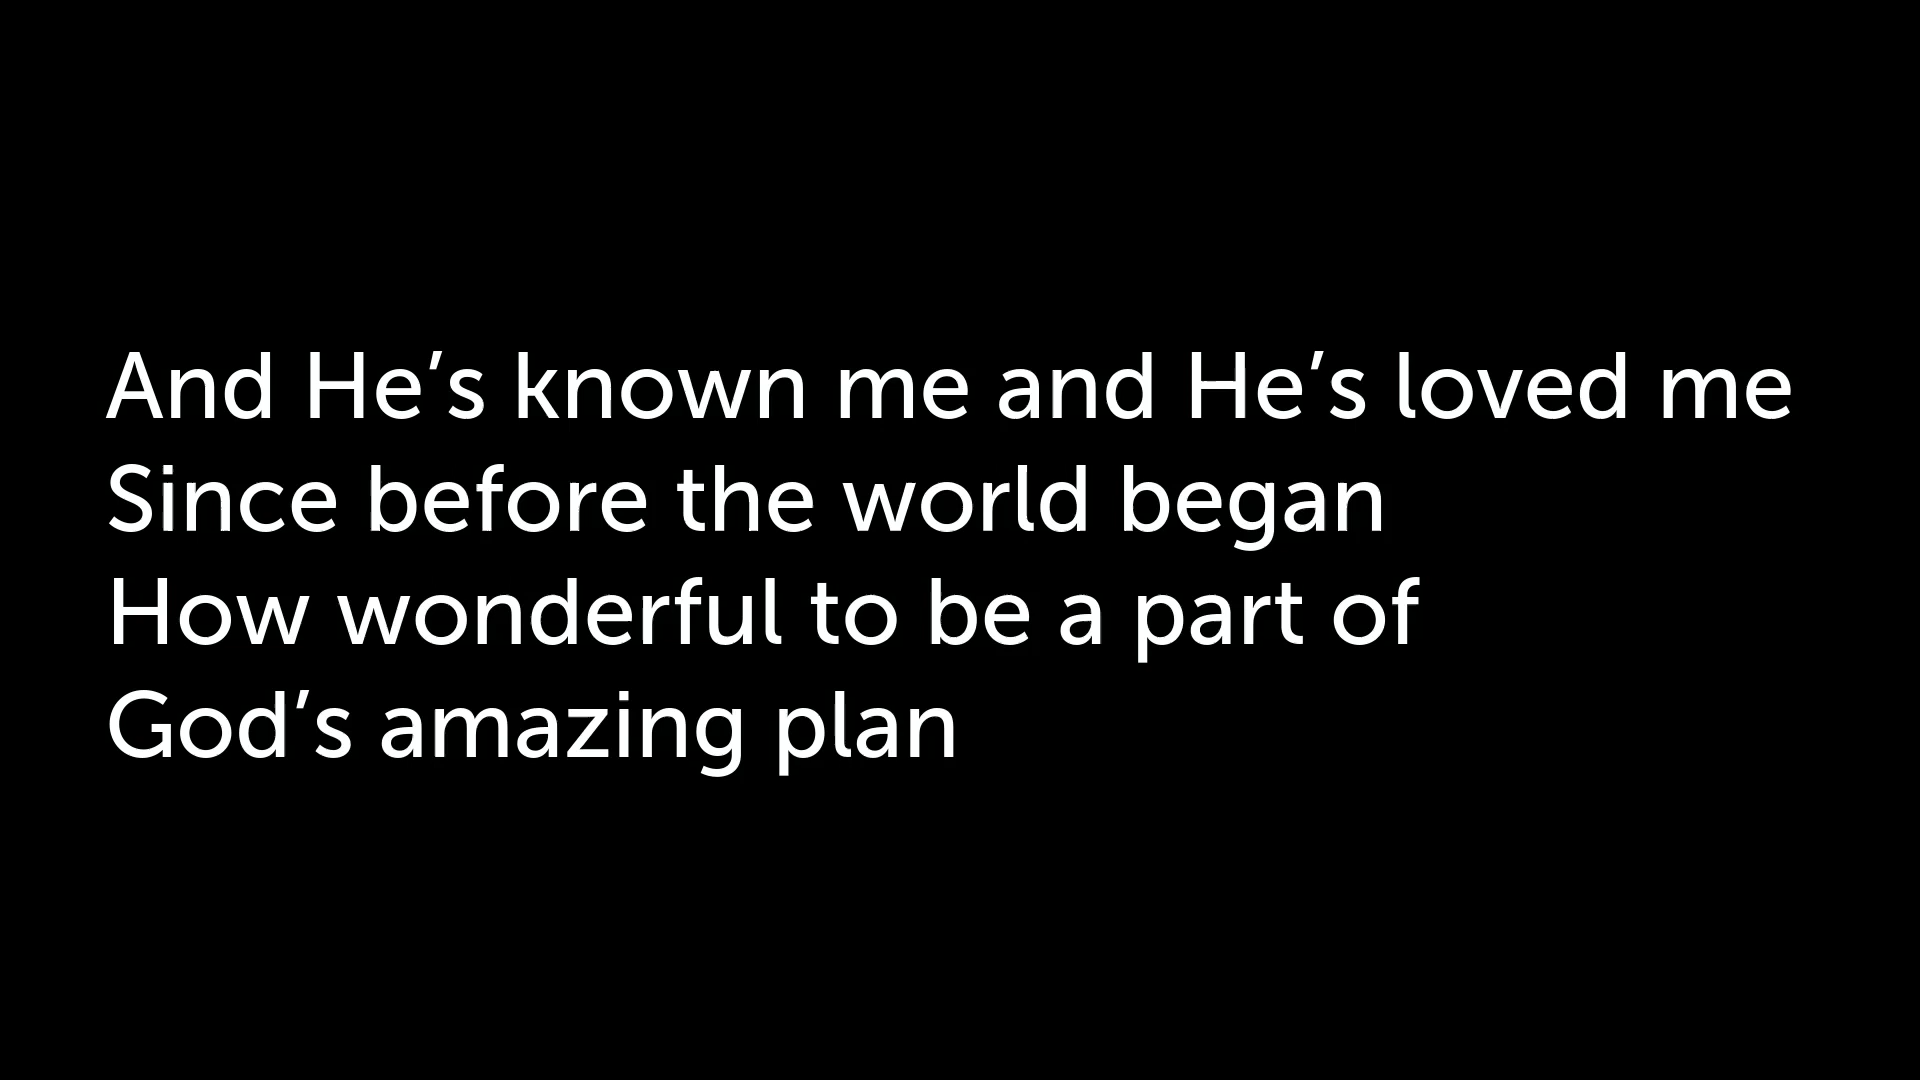 And He’s known me and He’s loved me
Since before the world began
How wonderful to be a part of
God’s amazing plan